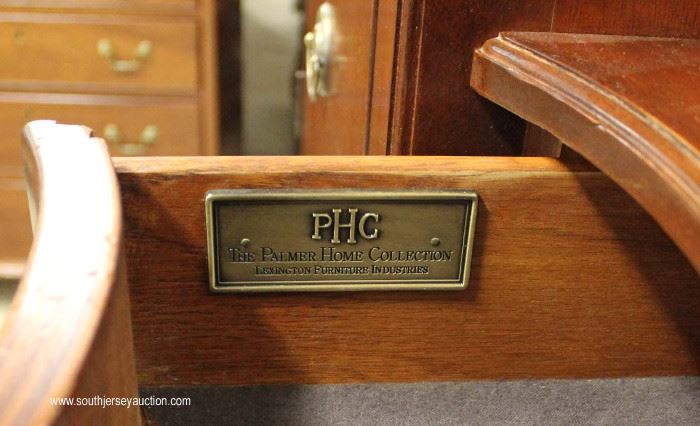 PHC
The Palmer Home Collection
Lexington Furniture Industries
www.southjerseyauction.com